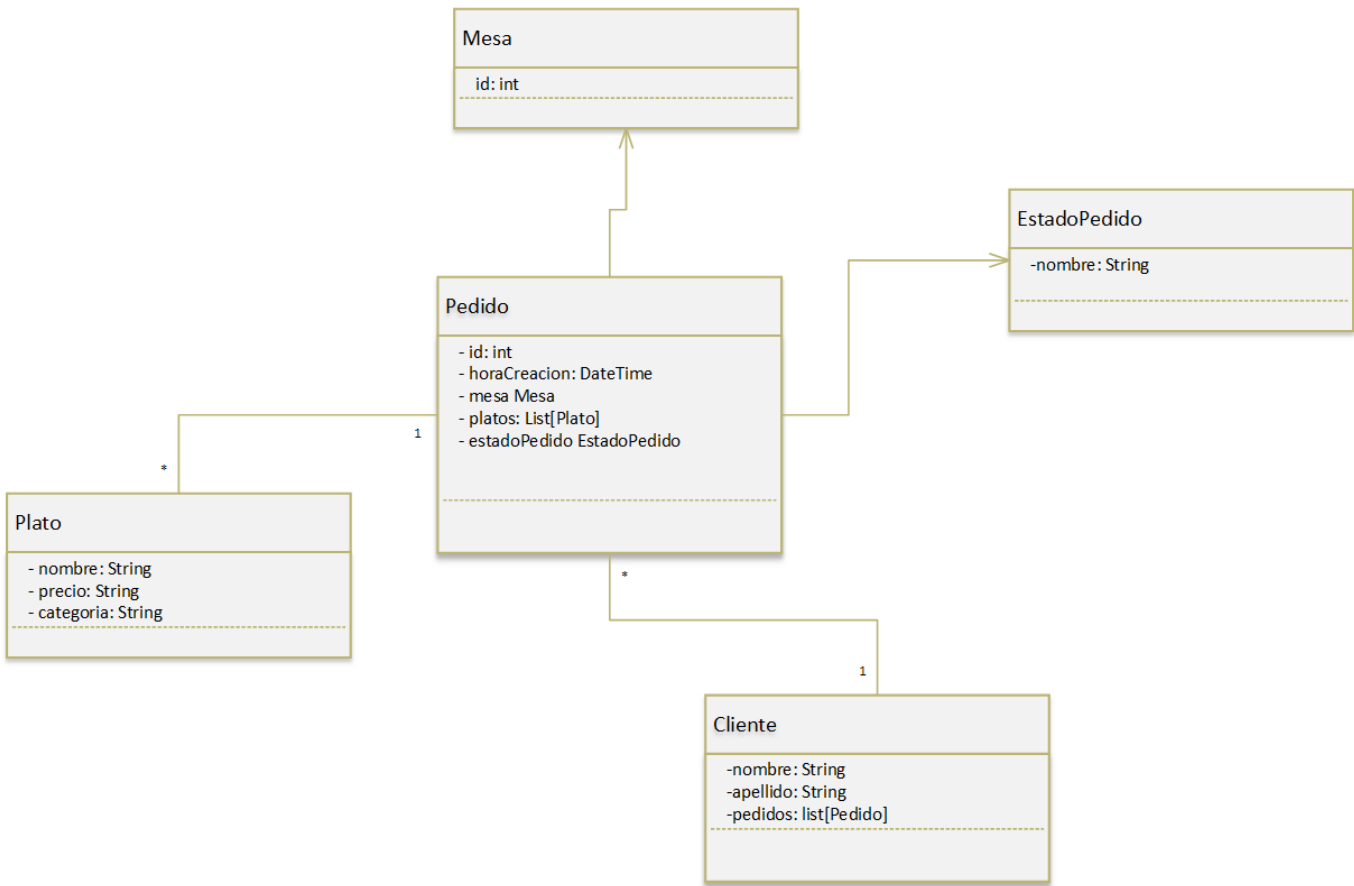 Mesa
id: int
EstadoPedido
-nombre: String
Pedido
- id: int
- horaCreacion: DateTime
- mesa Mesa
- platos: List[Plato]
- estadoPedido EstadoPedido
1
*
Plato
- nombre: String
- precio: String
- categoria: String
*
1
Cliente
-nombre: String
-apellido: String
-pedidos: list[Pedido]